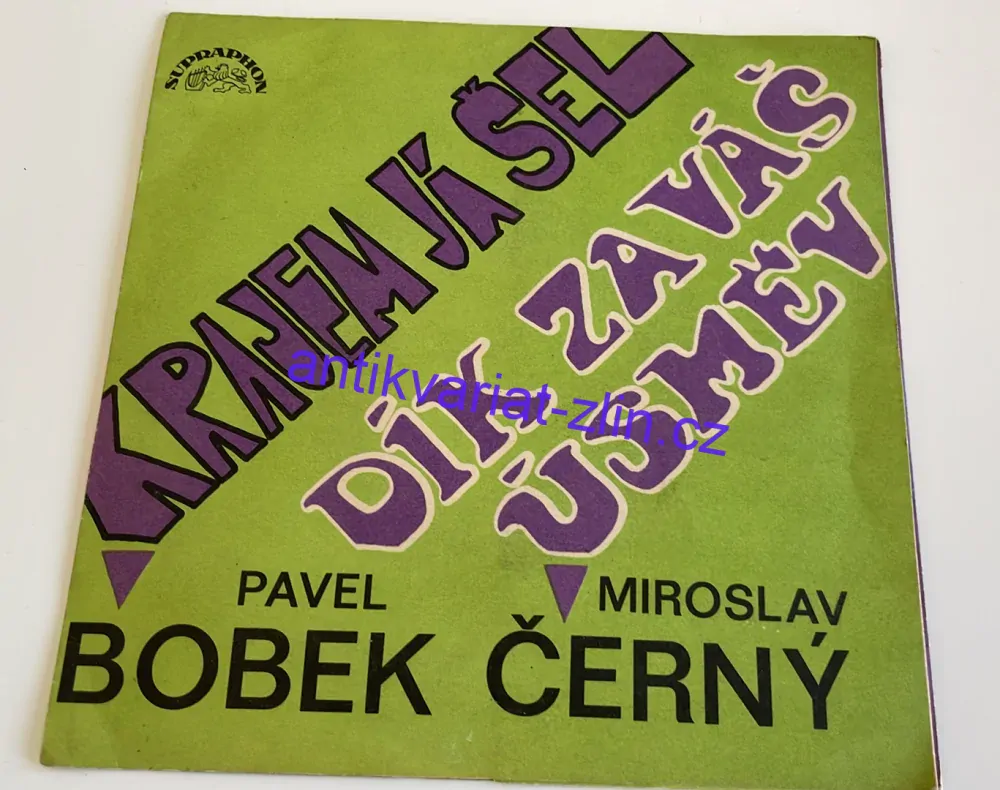 SUPRAPHON
KRAJEM JÁ ŠEL
DÍK ZA VÁŠ
ÚSMĚV
antikvariat-zlin.cz
PAVEL
BOBEK
MIROSLAV
ČERNÝ